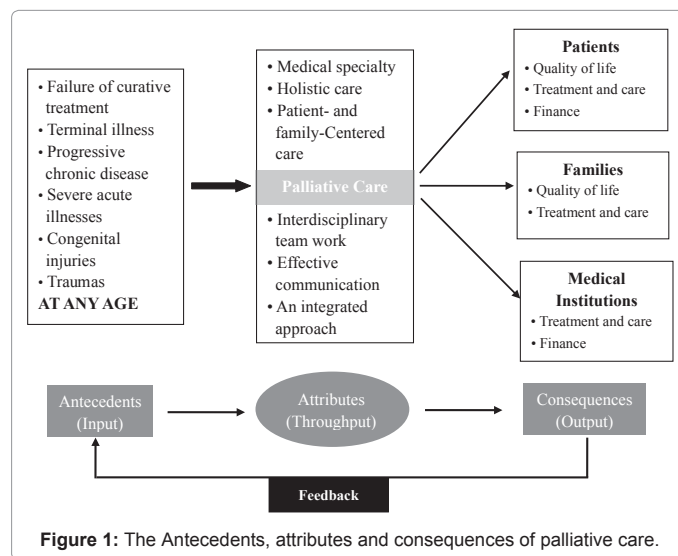 • Failure of curative
treatment
• Terminal illness
• Progressive
chronic disease
• Severe acute
illnesses
• Congenital
injuries
• Traumas
AT ANY AGE
• Medical specialty
• Holistic care
• Patient- and
family-Centered
care
Palliative Care
• Interdisciplinary
team work
• Effective
communication
• An integrated
approach
Patients
• Quality of life
• Treatment and care
• Finance
Families
• Quality of life
• Treatment and care
Medical
Institutions
• Treatment and care
• Finance
Antecedents
(Input)
Attributes
(Throughput)
Consequences
(Output)
Feedback
Figure 1: The Antecedents, attributes and consequences of palliative care.